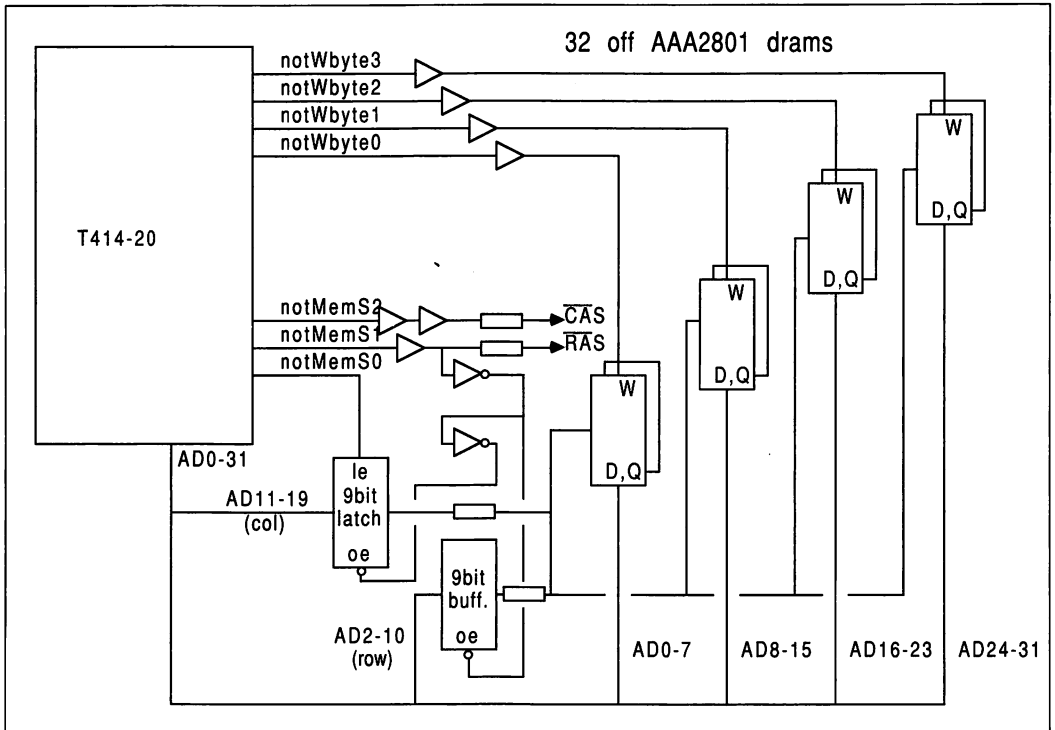 32 off AAA2801 drams
notWbyte3
notWbyte2
notWbyte1
notWbyte0
W
D,Q
W
D,Q
T414-20
W
D,Q
notMemS2
CAS
notMemS1
RAS
notMemS0
W
D,Q
AD0-31
le
9bit
latch
oe
AD11-19
(col)
9bit
buff.
oe
AD2-10
(row)
AD0-7
AD8-15
AD16-23
AD24-31